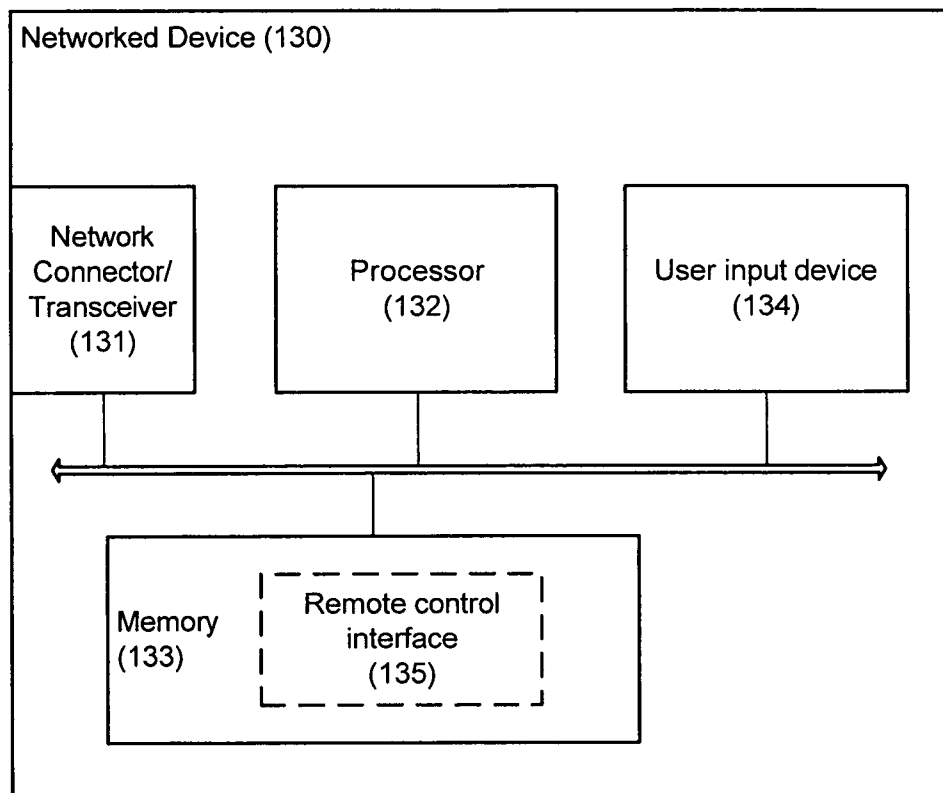 Networked Device (130)
Network
Connector/
Transceiver
(131)
Processor
(132)
User input device
(134)
Memory
(133)
Remote control
interface
(135)